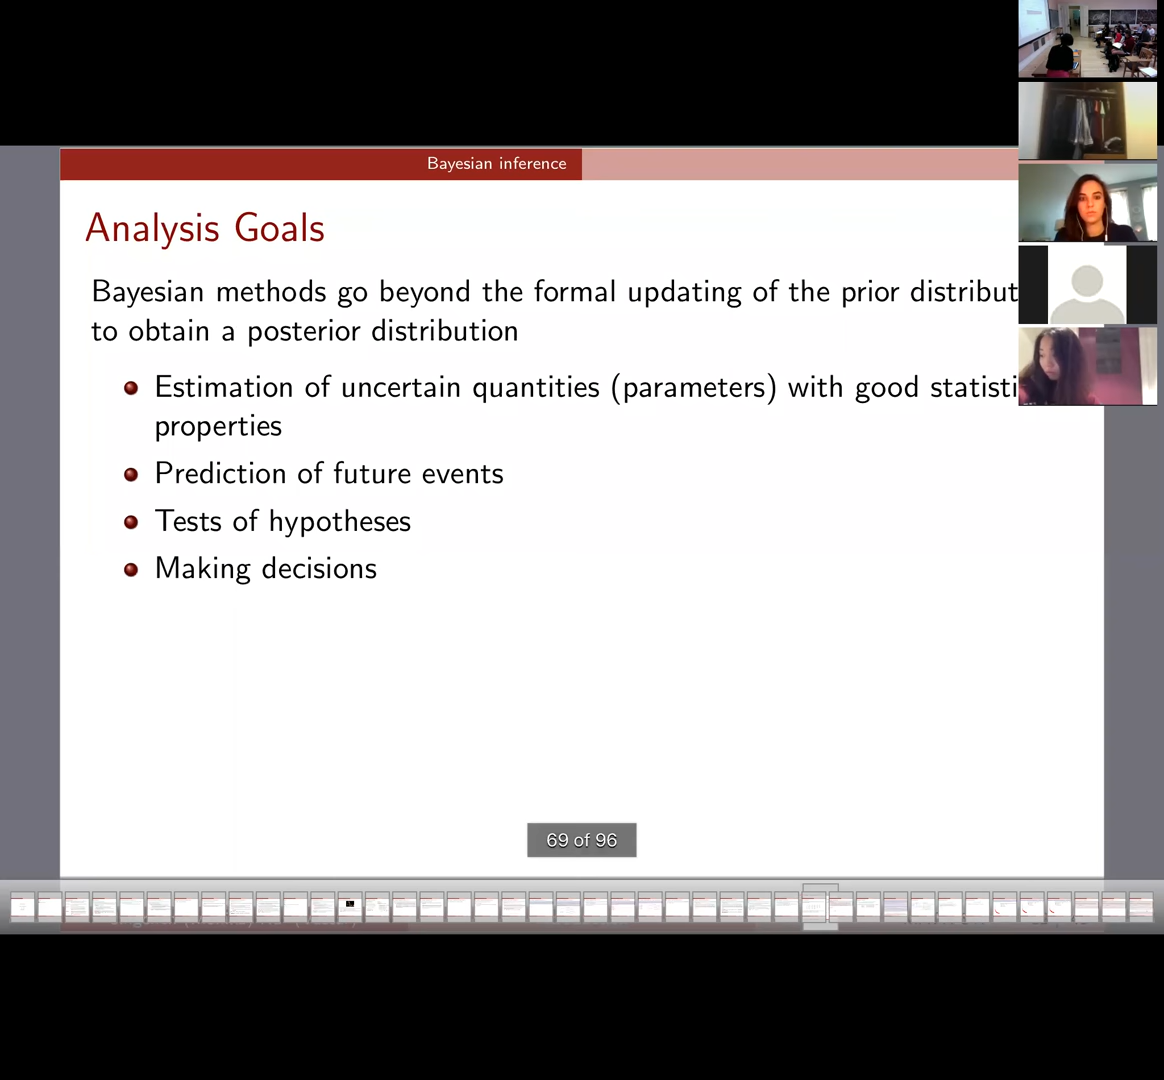 Bayesian inference
Analysis Goals
Bayesian methods go beyond the formal updating of the prior distribut
to obtain a posterior distribution
Estimation of uncertain quantities (parameters) with good statisti
properties
Prediction of future events
Tests of hypotheses
Making decisions
69 of 96